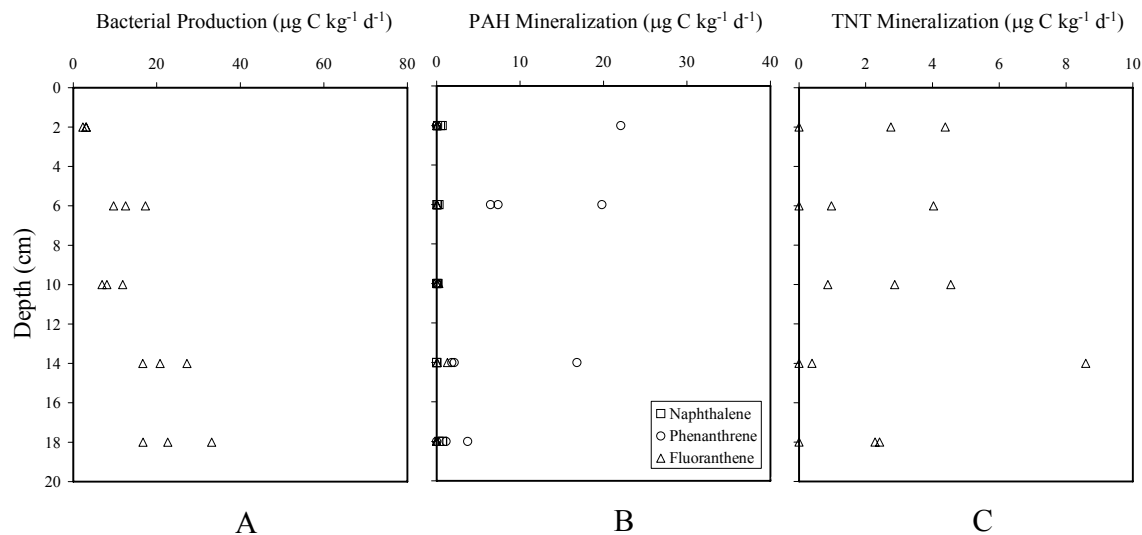 Bacterial Production (µg C kg⁻¹ d⁻¹) PAH Mineralization (µg C kg⁻¹ d⁻¹) TNT Mineralization (µg C kg⁻¹ d⁻¹)
0 20 40 60 80 0 10 20 30 40 0 2 4 6 8 10
0
2
4
6
8
10
12
14
16
18
20
Depth (cm)
Naphthalene
Phenanthrene
Fluoranthene
A B C